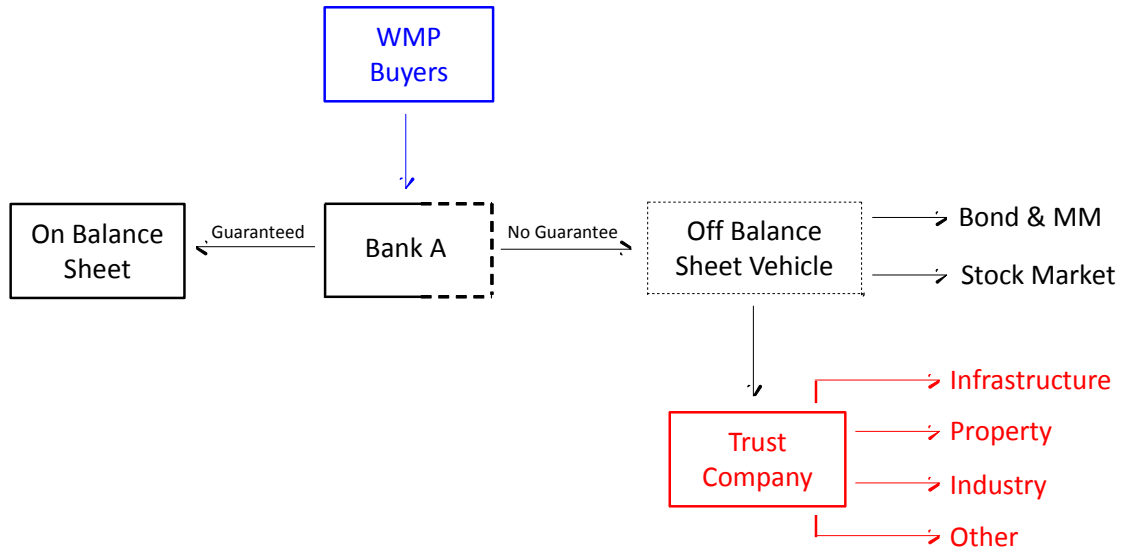 WMP
Buyers
On Balance
Sheet
Guaranteed
Bank A
No Guarantee
Off Balance
Sheet Vehicle
Bond & MM
Stock Market
Trust
Company
Infrastructure
Property
Industry
Other